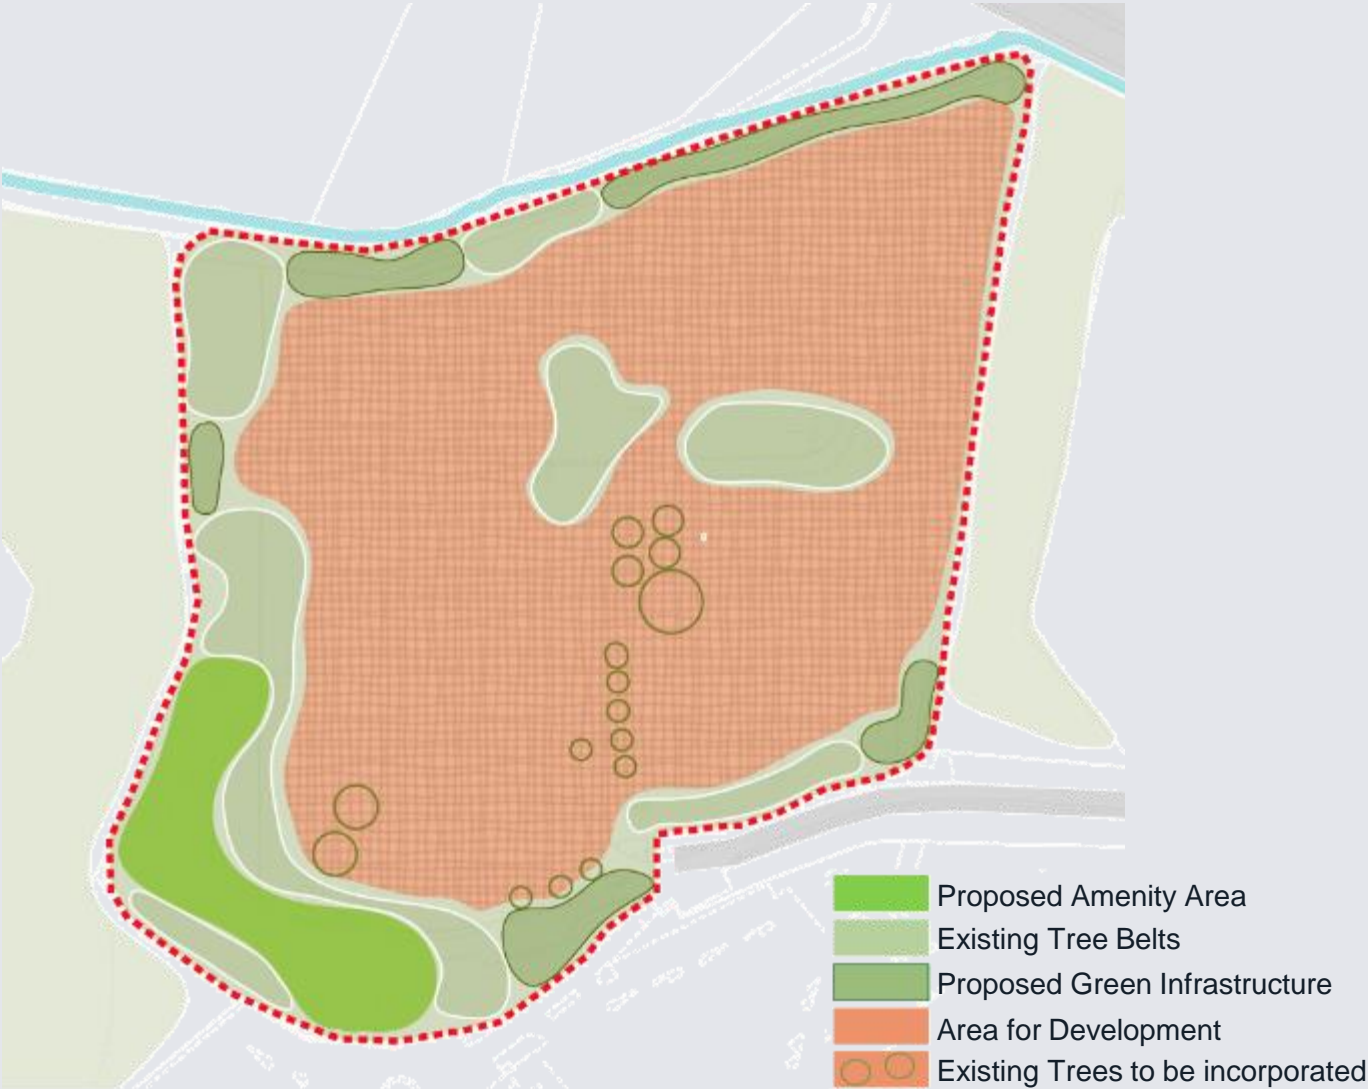 Proposed Amenity Area
Existing Tree Belts
Proposed Green Infrastructure
Area for Development
Existing Trees to be incorporated